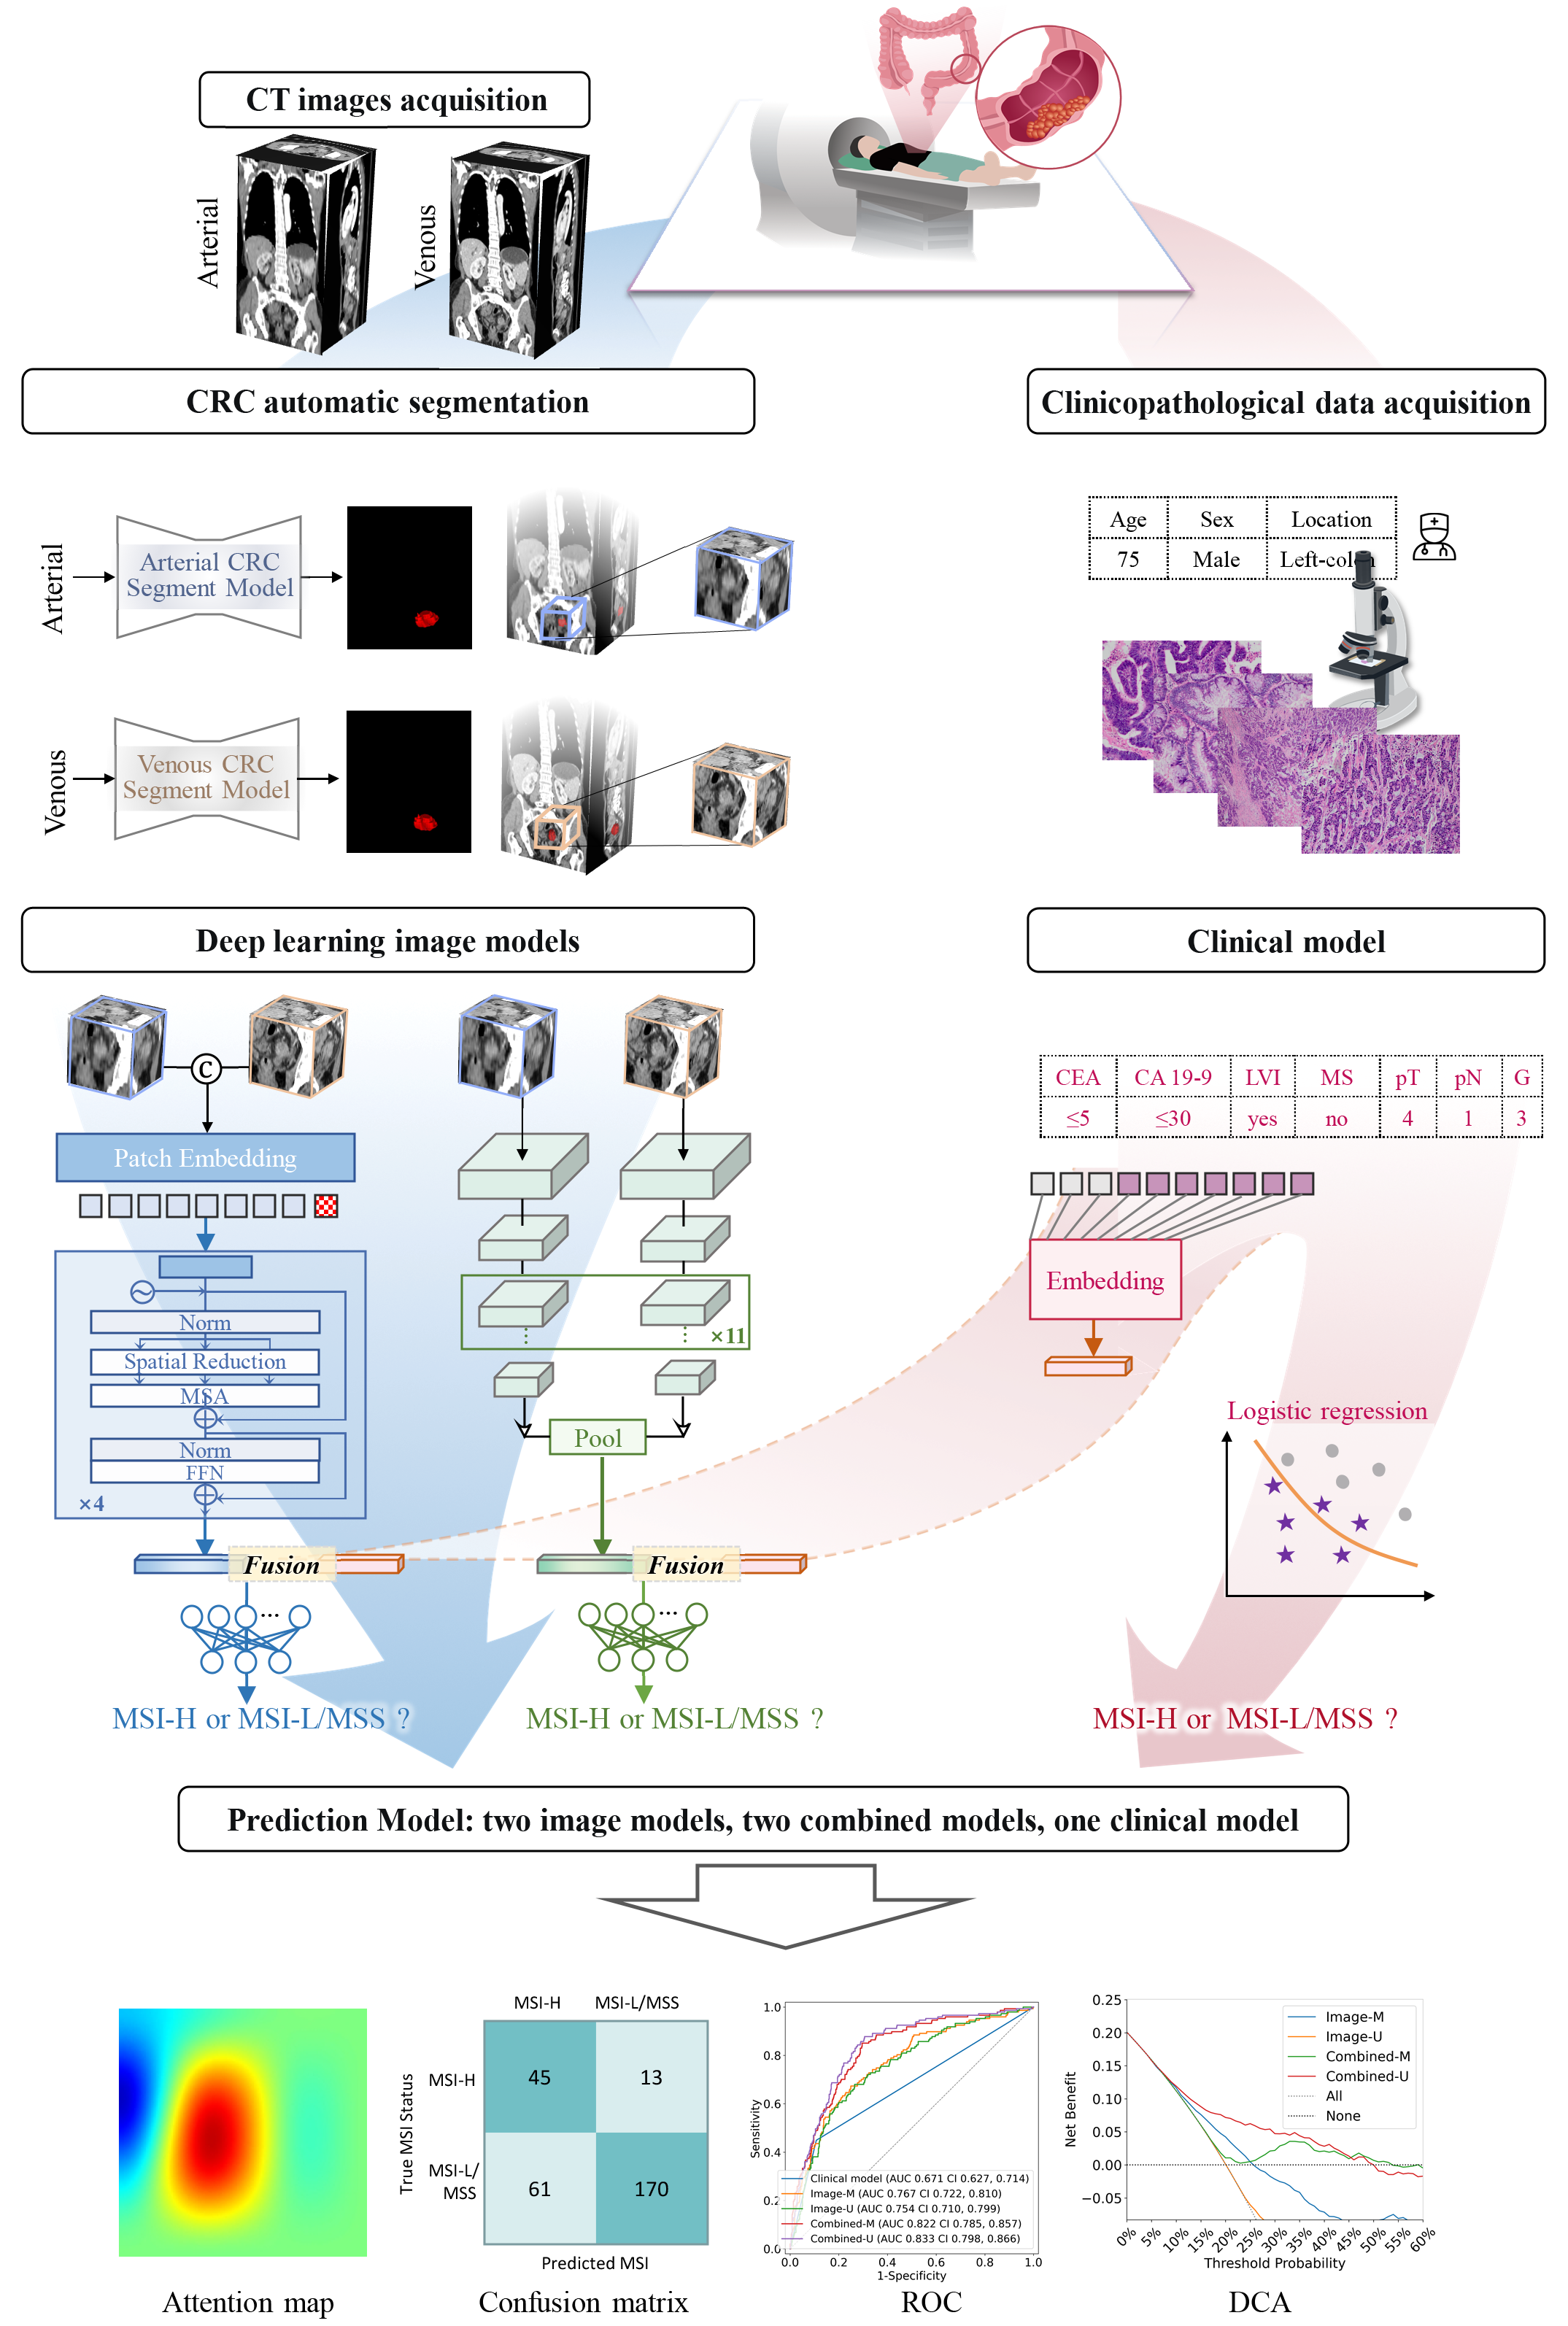 CT images acquisition
Arterial
Venous
CRC automatic segmentation
Clinicopathological data acquisition
Arterial
Arterial CRC
Segment Model
Venous
Venous CRC
Segment Model
Age Sex Location
75 Male Left-colon
Deep learning image models
Clinical model
C
Patch Embedding
Norm
Spatial Reduction
MSA
Norm
FFN
×4
×11
Pool
Fusion
Fusion
...
...
MSI-H or MSI-L/MSS ?
MSI-H or MSI-L/MSS ?
CEA CA 19-9 LVI MS pT pN G
≤5 ≤30 yes no 4 1 3
Embedding
Logistic regression
MSI-H or MSI-L/MSS ?
Prediction Model: two image models, two combined models, one clinical model
Attention map
MSI-H MSI-L/MSS
True MSI Status
MSI-H
45 13
MSI-L/
MSS
61 170
Predicted MSI
Confusion matrix
1.0
0.8
0.6
0.4
0.2
0.0
Sensitivity
Clinical model (AUC 0.671 CI 0.627, 0.714)
Image-M (AUC 0.767 CI 0.722, 0.810)
Image-U (AUC 0.754 CI 0.710, 0.799)
Combined-M (AUC 0.822 CI 0.785, 0.857)
Combined-U (AUC 0.833 CI 0.798, 0.866)
0.0 0.2 0.4 0.6 0.8 1.0
1-Specificity
ROC
0.25
0.20
0.15
0.10
0.05
0.00
−0.05
Net Benefit
Image-M
Image-U
Combined-M
Combined-U
All
None
0% 5% 10% 15% 20% 25% 30% 35% 40% 45% 50% 55% 60%
Threshold Probability
DCA